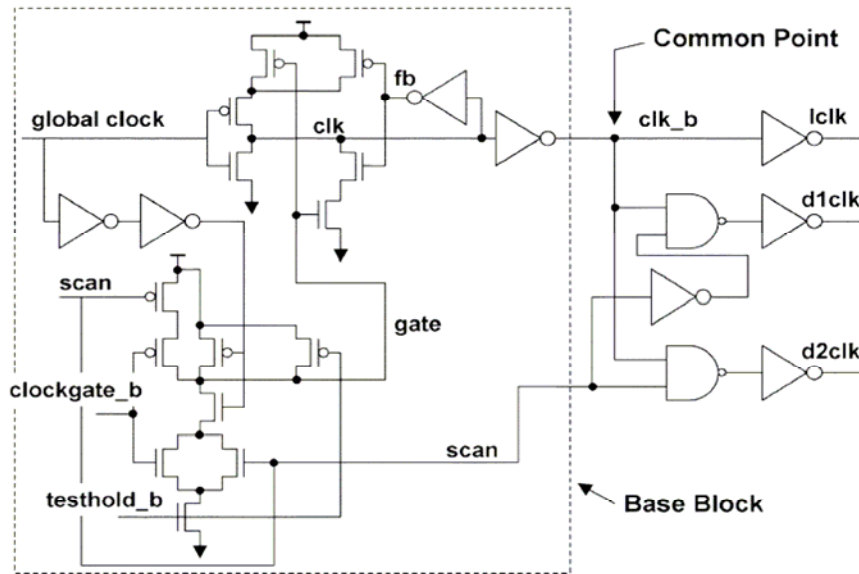 Common Point
fb
global clock
clk
clk_b
lclk
d1clk
scan
gate
clockgate_b
d2clk
scan
testhold_b
Base Block